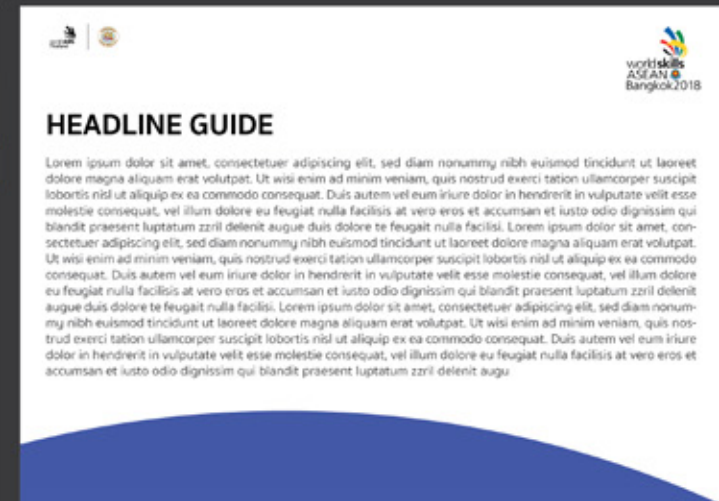 worldskills
Thailand
worldskills
ASEAN
Bangkok2018
HEADLINE GUIDE
Lorem ipsum dolor sit amet, consectetuer adipiscing elit, sed diam nonummy nibh euismod tincidunt ut laoreet
dolore magna aliquam erat volutpat. Ut wisi enim ad minim veniam, quis nostrud exerci tation ullamcorper suscipit
lobortis nisl ut aliquip ex ea commodo consequat. Duis autem vel eum iriure dolor in hendrerit in vulputate velit esse
molestie consequat, vel illum dolore eu feugiat nulla facilisis at vero eros et accumsan et iusto odio dignissim qui
blandit praesent luptatum zzril delenit augue duis dolore te feugait nulla facilisi. Lorem ipsum dolor sit amet, con-
sectetuer adipiscing elit, sed diam nonummy nibh euismod tincidunt ut laoreet dolore magna aliquam erat volutpat.
Ut wisi enim ad minim veniam, quis nostrud exerci tation ullamcorper suscipit lobortis nisl ut aliquip ex ea commodo
consequat. Duis autem vel eum iriure dolor in hendrerit in vulputate velit esse molestie consequat, vel illum dolore
eu feugiat nulla facilisis at vero eros et accumsan et iusto odio dignissim qui blandit praesent luptatum zzril delenit
augue duis dolore te feugait nulla facilisi. Lorem ipsum dolor sit amet, consectetuer adipiscing elit, sed diam nonum-
my nibh euismod tincidunt ut laoreet dolore magna aliquam erat volutpat. Ut wisi enim ad minim veniam, quis nos-
trud exerci tation ullamcorper suscipit lobortis nisl ut aliquip ex ea commodo consequat. Duis autem vel eum iriure
dolor in hendrerit in vulputate velit esse molestie consequat, vel illum dolore eu feugiat nulla facilisis at vero eros et
accumsan et iusto odio dignissim qui blandit praesent luptatum zzril delenit augu